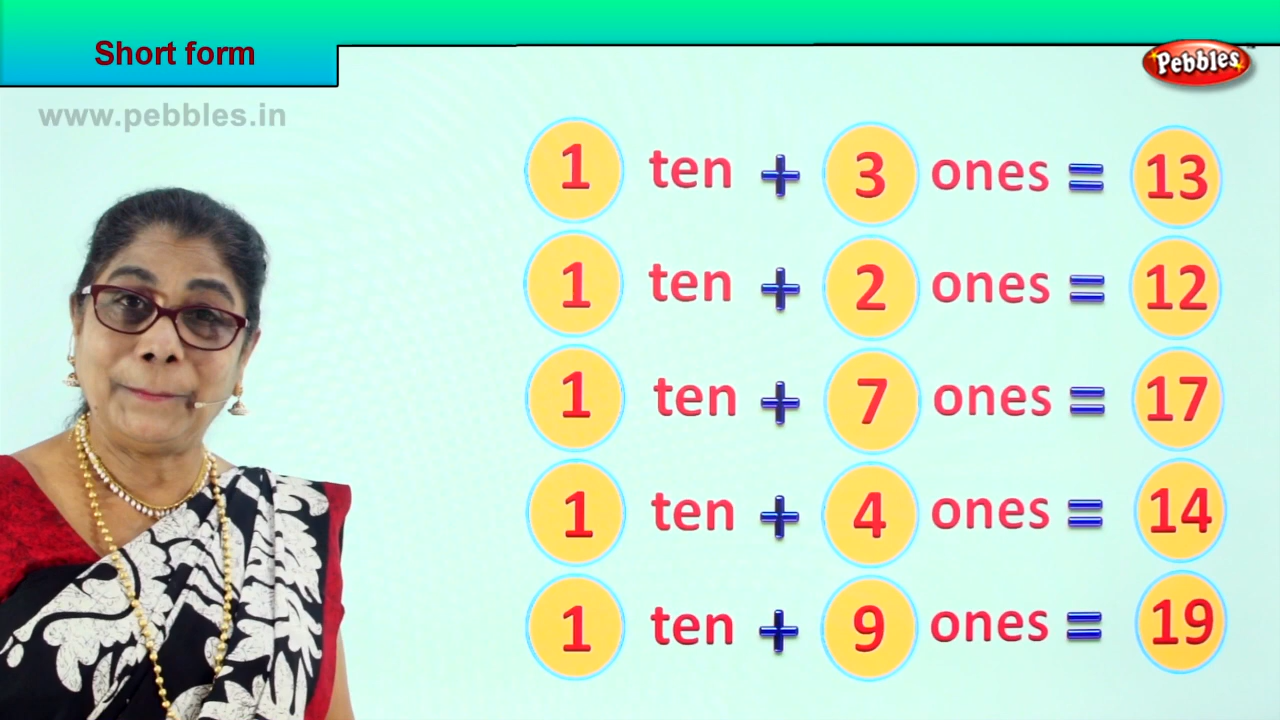 Short form
Pebbles
www.pebbles.in
1 ten + 3 ones = 13
1 ten + 2 ones = 12
1 ten + 7 ones = 17
1 ten + 4 ones = 14
1 ten + 9 ones = 19